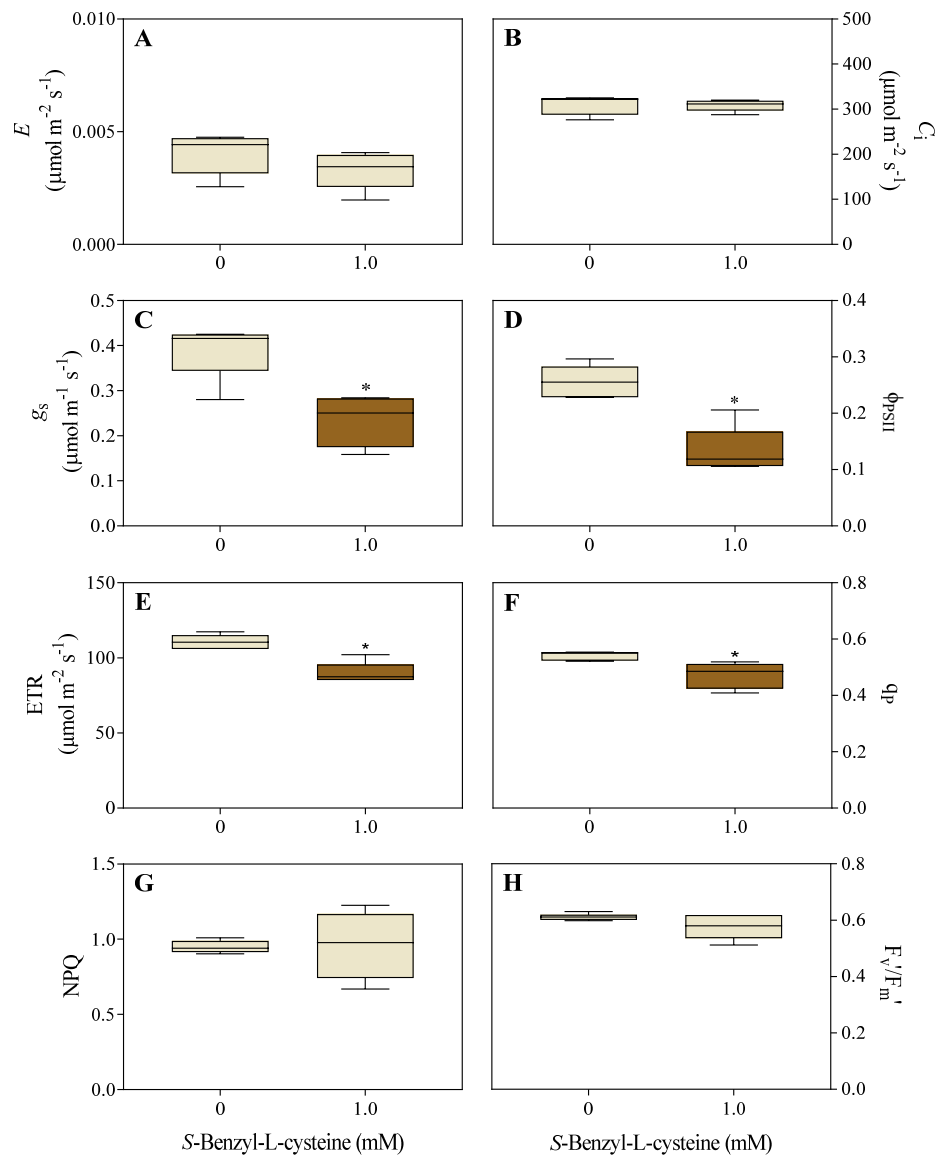 A
0.010
0.005
0.000
E
(µmol m-2 s-1)
0
1.0
B
500
400
300
200
100
0
Ci
(µmol m-2 s-1)
0
1.0
C
0.5
0.4
0.3
0.2
0.1
0.0
gs
(µmol m-1 s-1)
*
0
1.0
D
0.4
0.3
0.2
0.1
0.0
ϕPSII
*
0
1.0
E
150
100
50
0
ETR
(µmol m-2 s-1)
*
0
1.0
F
0.8
0.6
0.4
0.2
0.0
qP
*
0
1.0
G
1.5
1.0
0.5
0.0
NPQ
0
1.0
S-Benzyl-L-cysteine (mM)
H
0.8
0.6
0.4
0.2
0.0
Fv'/Fm'
0
1.0
S-Benzyl-L-cysteine (mM)